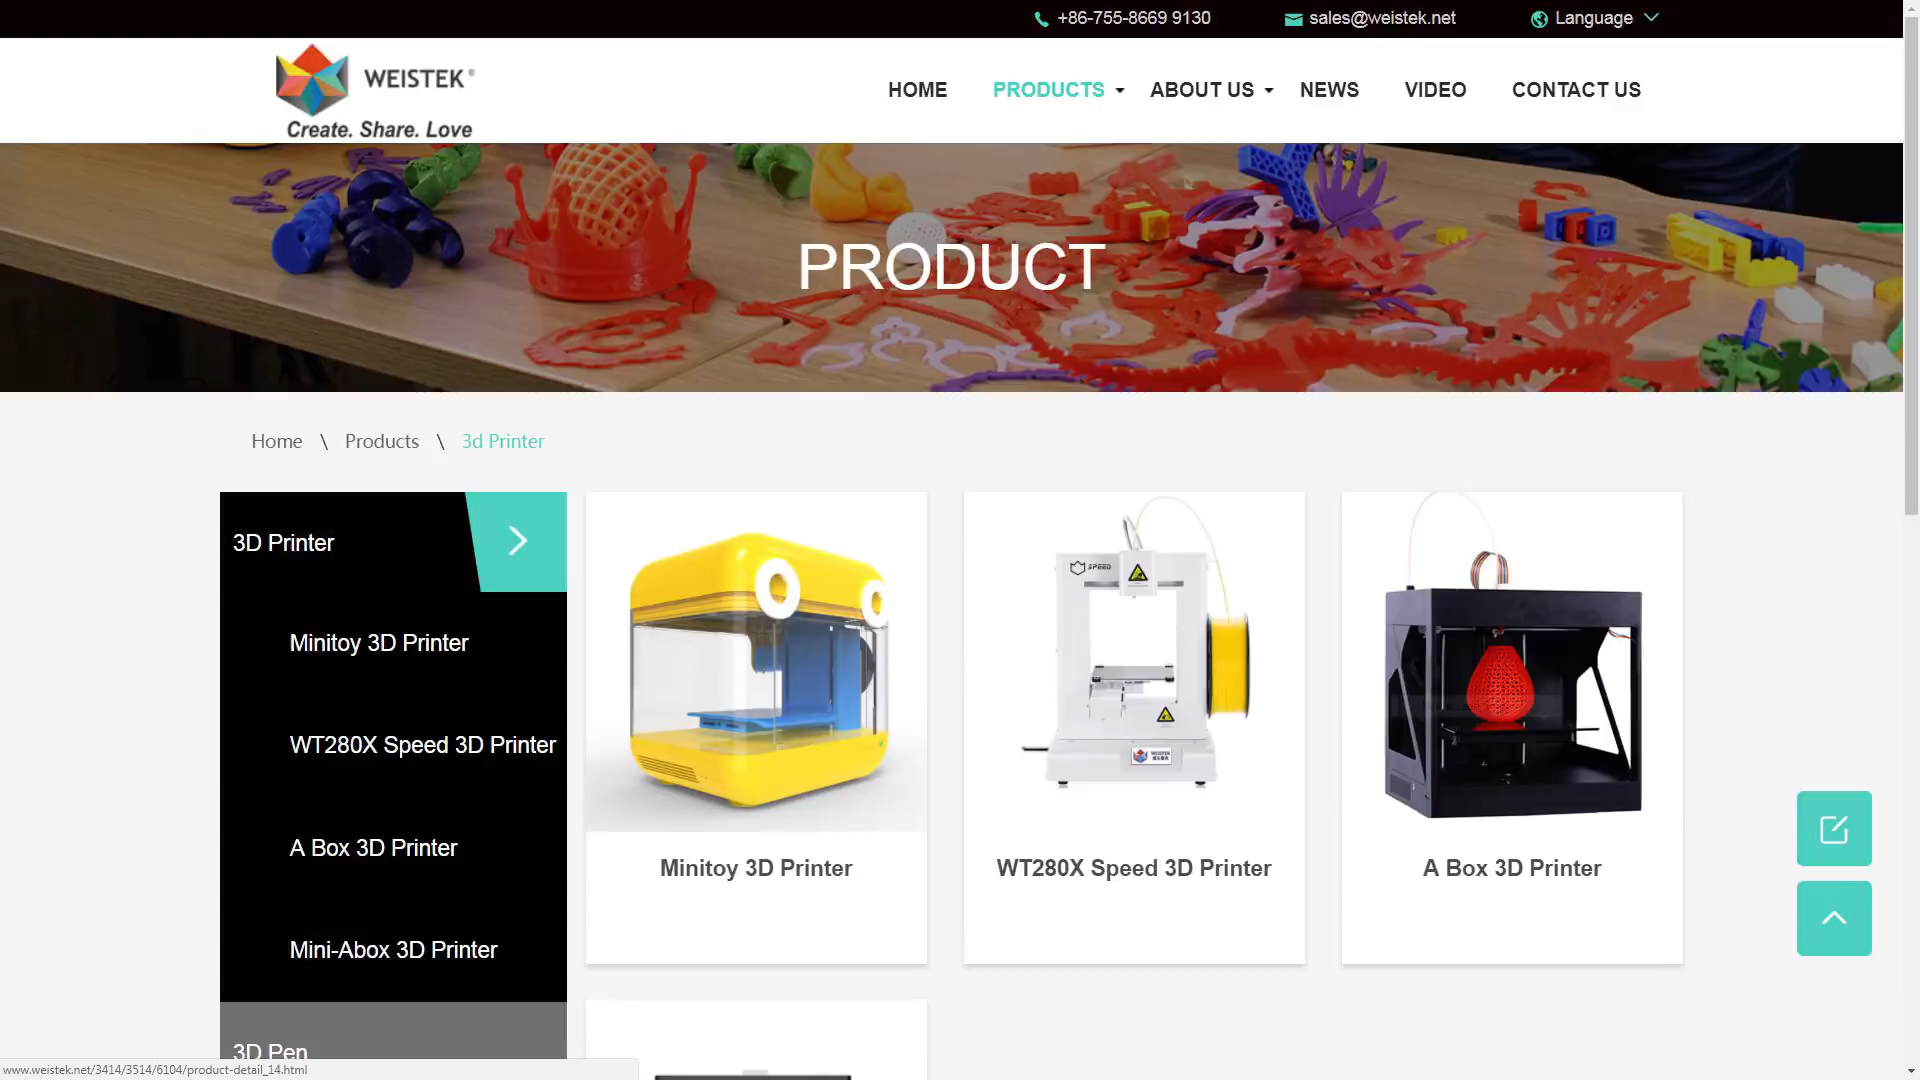 +86-755-8669 9130
sales@weistek.net
Language
WEISTEK®
Create. Share. Love
HOME
PRODUCTS
ABOUT US
NEWS
VIDEO
CONTACT US
PRODUCT
Home \ Products \ 3d Printer
3D Printer
Minitoy 3D Printer
WT280X Speed 3D Printer
A Box 3D Printer
Mini-Abox 3D Printer
3D Pen
SPEED
WEISTEK
Minitoy 3D Printer
WT280X Speed 3D Printer
A Box 3D Printer
www.weistek.net/3414/3514/6104/product-detail_14.html